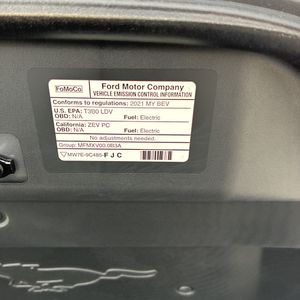 FoMoCo
Ford Motor Company
VEHICLE EMISSION CONTROL INFORMATION
Conforms to regulations: 2021 MY BEV
U.S. EPA: T3B0 LDV
OBD: N/A Fuel: Electric
California: ZEV PC
OBD: N/A Fuel: Electric
No adjustments needed.
Group: MFMXV00.0B3A
MW7E-9C485-FJC